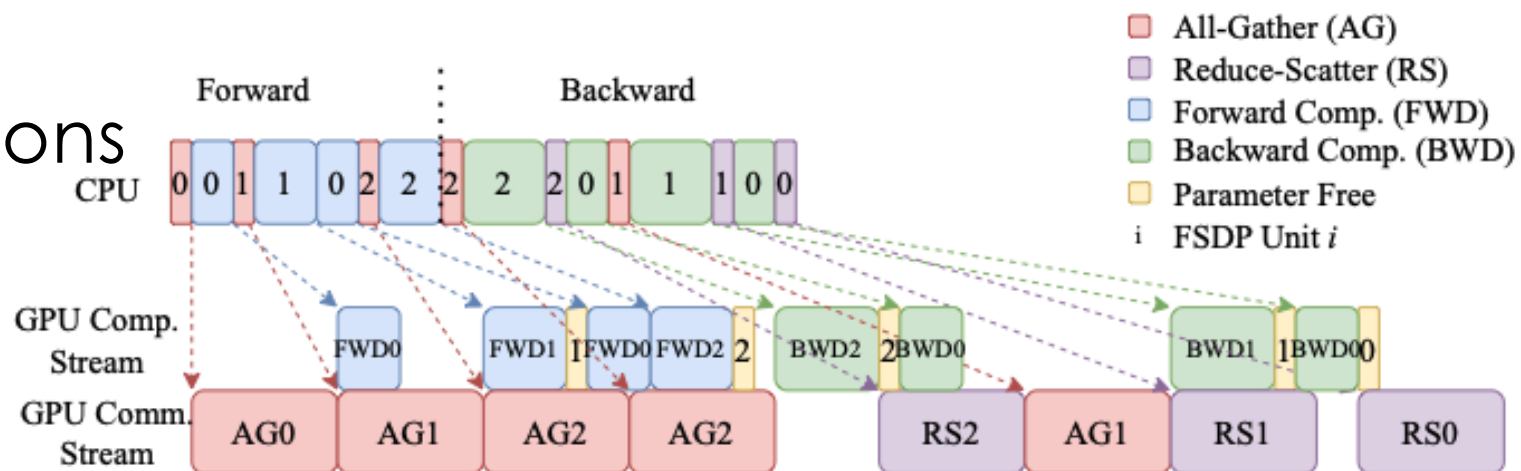 All-Gather (AG)
Reduce-Scatter (RS)
Forward Comp. (FWD)
Backward Comp. (BWD)
Parameter Free
i FSDP Unit i
Forward Backward
ons
CPU 0 0 1 1 0 2 2 2 2 2 0 1 1 1 0 0
GPU Comp.
Stream
FWD0 FWD1 1 FWD0 FWD2 2 BWD2 2 BWD0 BWD1 1 BWD0 0
GPU Comm.
Stream
AG0 AG1 AG2 AG2 RS2 AG1 RS1 RS0